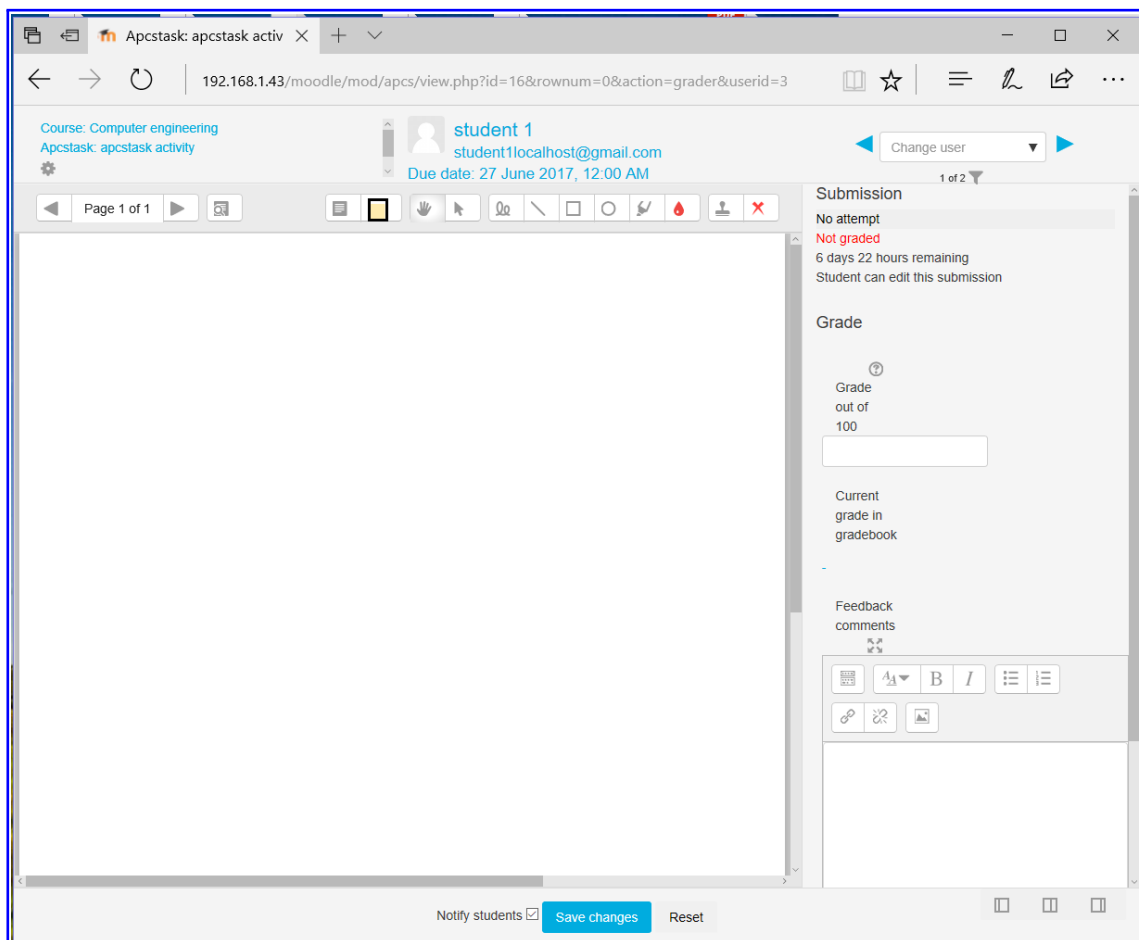 Apcstask: apcstask activ
192.168.1.43/moodle/mod/apcs/view.php?id=16&rownum=0&action=grader&userid=3
Course: Computer engineering
Apcstask: apcstask activity
student 1
student1localhost@gmail.com
Due date: 27 June 2017, 12:00 AM
Change user
1 of 2
Page 1 of 1
Submission
No attempt
Not graded
6 days 22 hours remaining
Student can edit this submission
Grade
Grade
out of
100
Current
grade in
gradebook
-
Feedback
comments
B I
Notify students
Save changes
Reset